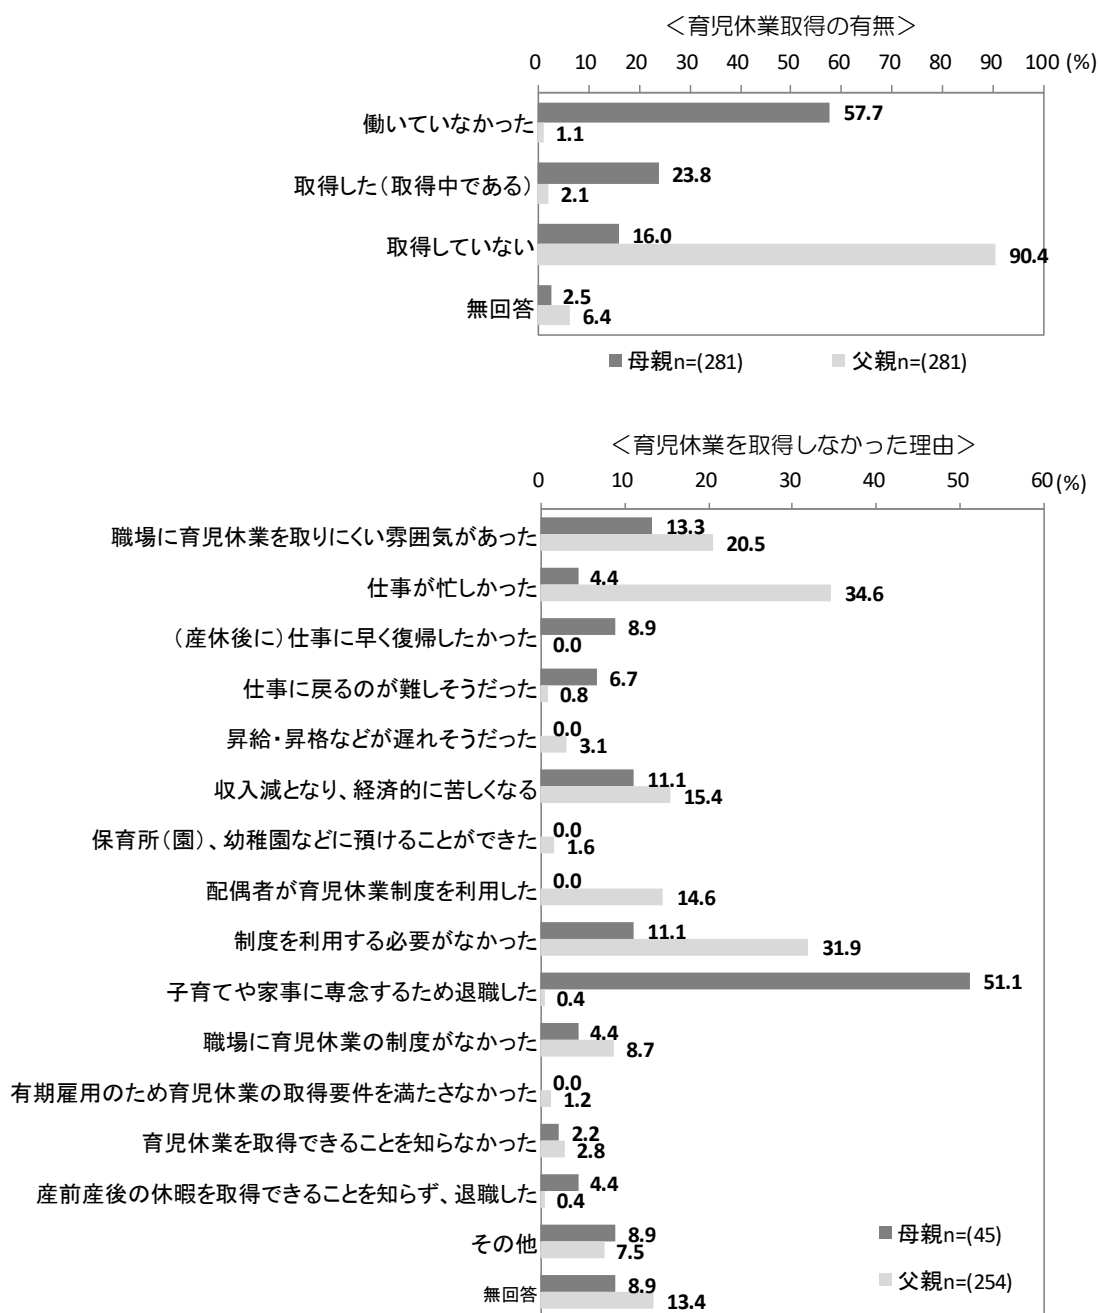 ＜育児休業取得の有無＞
0 10 20 30 40 50 60 70 80 90 100 (%)
働いていなかった 57.7
1.1
取得した（取得中である） 23.8
2.1
取得していない 16.0
90.4
無回答 2.5
6.4
母親n=(281) 父親n=(281)
＜育児休業を取得しなかった理由＞
0 10 20 30 40 50 60 (%)
職場に育児休業を取りにくい雰囲気があった 13.3
20.5
仕事が忙しかった 4.4
34.6
（産休後に）仕事に早く復帰したかった 8.9
0.0
仕事に戻るのが難しそうだった 6.7
0.8
昇給・昇格などが遅れそうだった 0.0
3.1
収入減となり、経済的に苦しくなる 11.1
15.4
保育所（園）、幼稚園などに預けることができた 0.0
1.6
配偶者が育児休業制度を利用した 0.0
14.6
制度を利用する必要がなかった 11.1
31.9
子育てや家事に専念するため退職した 51.1
0.4
職場に育児休業の制度がなかった 4.4
8.7
有期雇用のため育児休業の取得要件を満たさなかった 0.0
1.2
育児休業を取得できることを知らなかった 2.2
2.8
産前産後の休暇を取得できることを知らず、退職した 4.4
0.4
その他 8.9
7.5
母親n=(45)
無回答 8.9
13.4
父親n=(254)